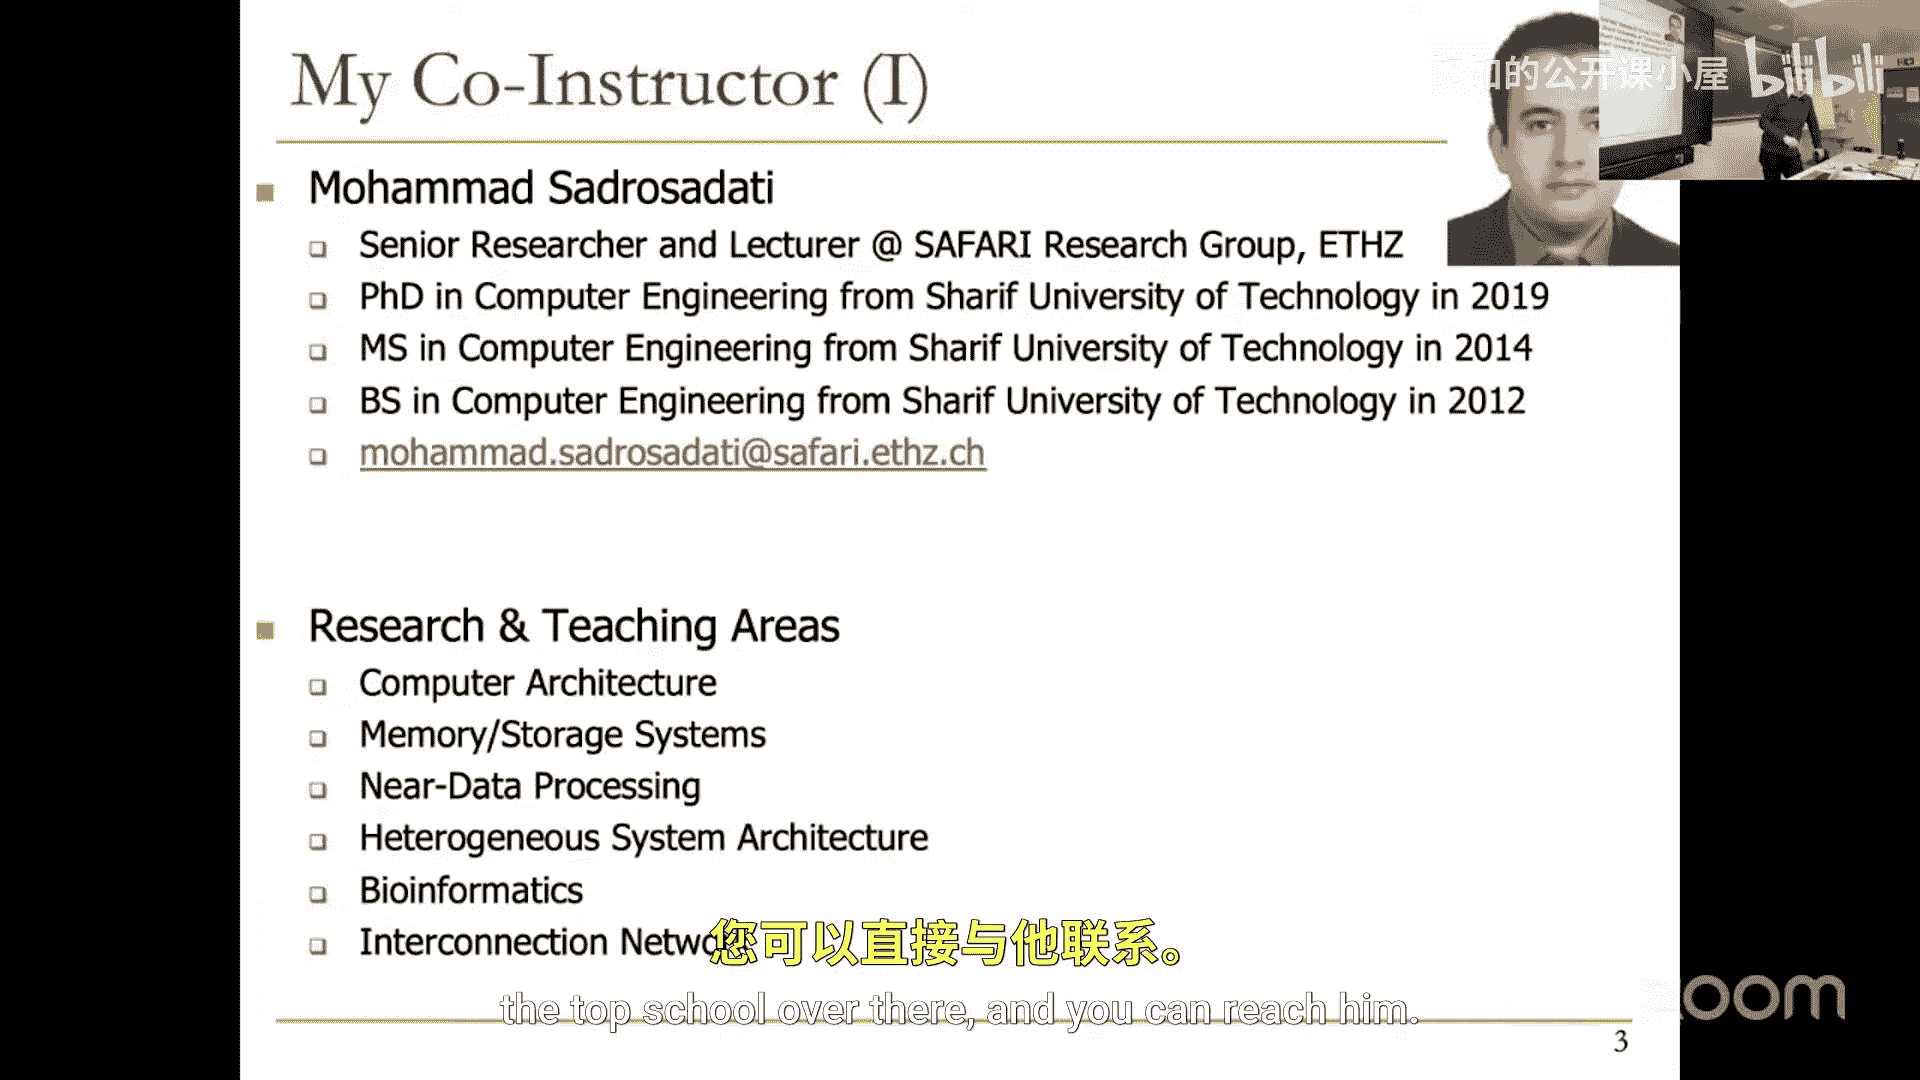 My Co-Instructor (I)
的公开课小屋 bilibili
Mohammad Sadrosadati
Senior Researcher and Lecturer @ SAFARI Research Group, ETHZ
PhD in Computer Engineering from Sharif University of Technology in 2019
MS in Computer Engineering from Sharif University of Technology in 2014
BS in Computer Engineering from Sharif University of Technology in 2012
mohammad.sadrosadati@safari.ethz.ch
Research & Teaching Areas
Computer Architecture
Memory/Storage Systems
Near-Data Processing
Heterogeneous System Architecture
Bioinformatics
Interconnection
您可以直接与他联系。
the top school over there, and you can reach him.
zoom
3